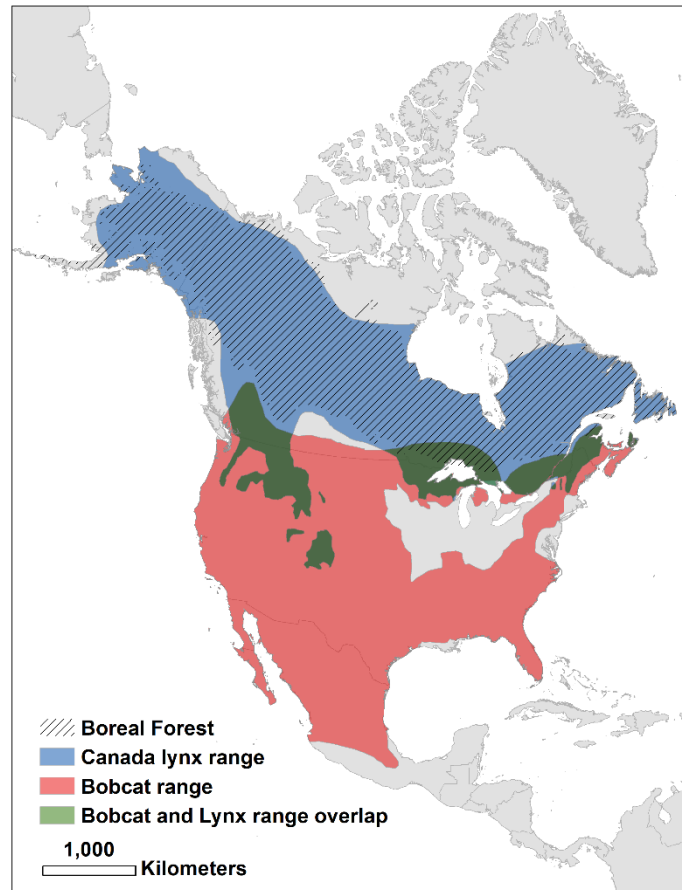 Boreal Forest
Canada lynx range
Bobcat range
Bobcat and Lynx range overlap
1,000
Kilometers